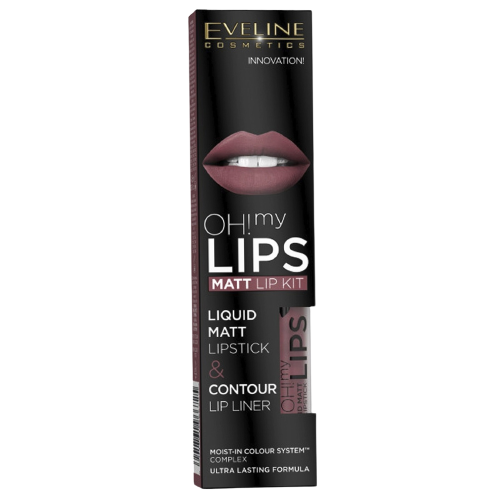 EVELINE
COSMETICS
INNOVATION!
OH! my
LIPS
MATT LIP KIT
LIQUID
MATT
LIPSTICK
&
CONTOUR
LIP LINER
OH! my
LIPS
MOIST-IN COLOUR SYSTEM™
COMPLEX
ULTRA LASTING FORMULA